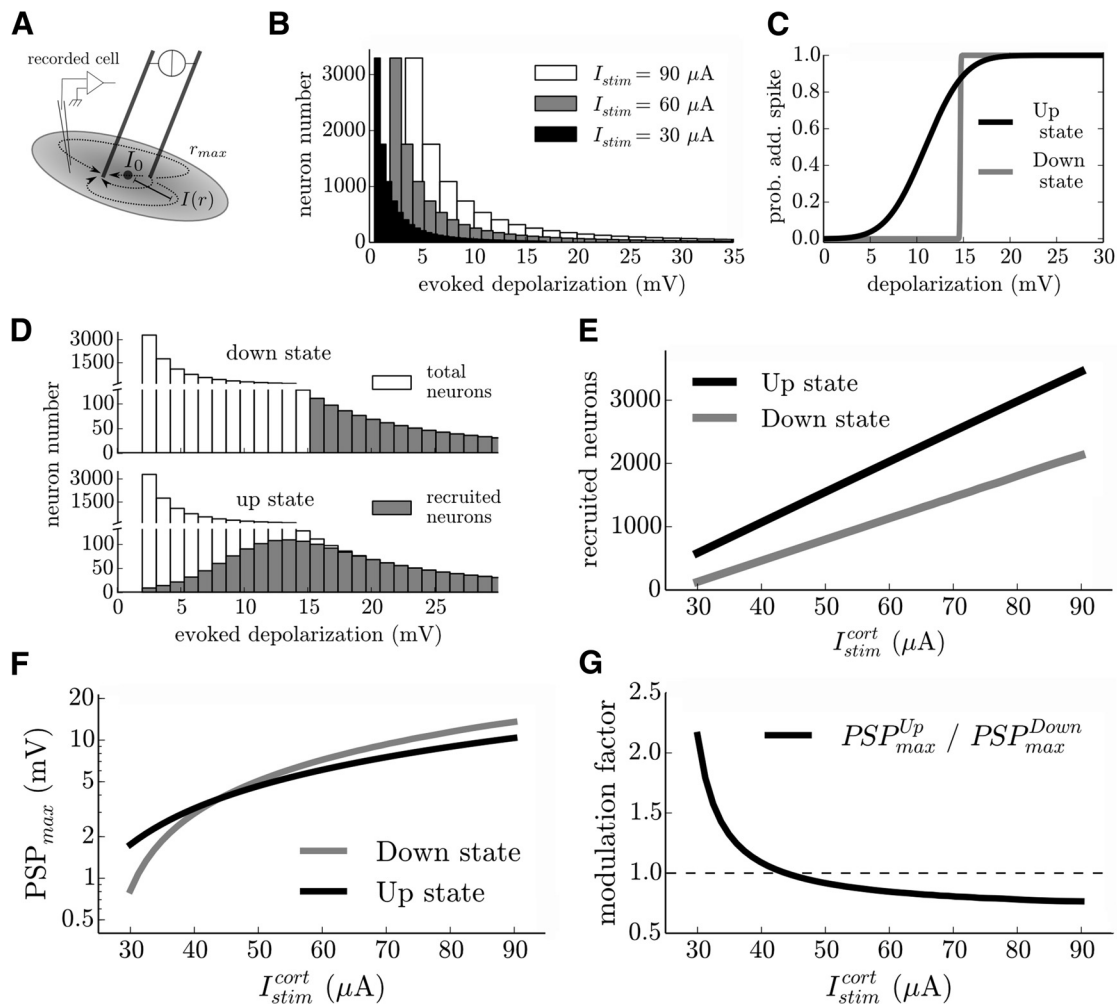 A
recorded cell
r_max
I_0
I(r)
B
neuron number
3000
1000
0
I_stim = 90 μA
I_stim = 60 μA
I_stim = 30 μA
0 5 10 15 20 25 30 35
evoked depolarization (mV)
C
prob. add. spike
1.0
0.8
0.6
0.4
0.2
0.0
Up
state
Down
state
0 5 10 15 20 25 30
depolarization (mV)
D
neuron number
3000
1500
100
50
0
down state
total
neurons
3000
1500
100
50
0
up state
recruited
neurons
0 5 10 15 20 25
evoked depolarization (mV)
E
recruited neurons
3000
2000
1000
0
Up state
Down state
30 40 50 60 70 80 90
I_stim^cort (μA)
F
PSP_max (mV)
20
10
5
2
1
0.5
Down state
Up state
30 40 50 60 70 80 90
I_stim^cort (μA)
G
modulation factor
2.5
2.0
1.5
1.0
0.5
PSP_max^Up / PSP_max^Down
30 40 50 60 70 80 90
I_stim^cort (μA)